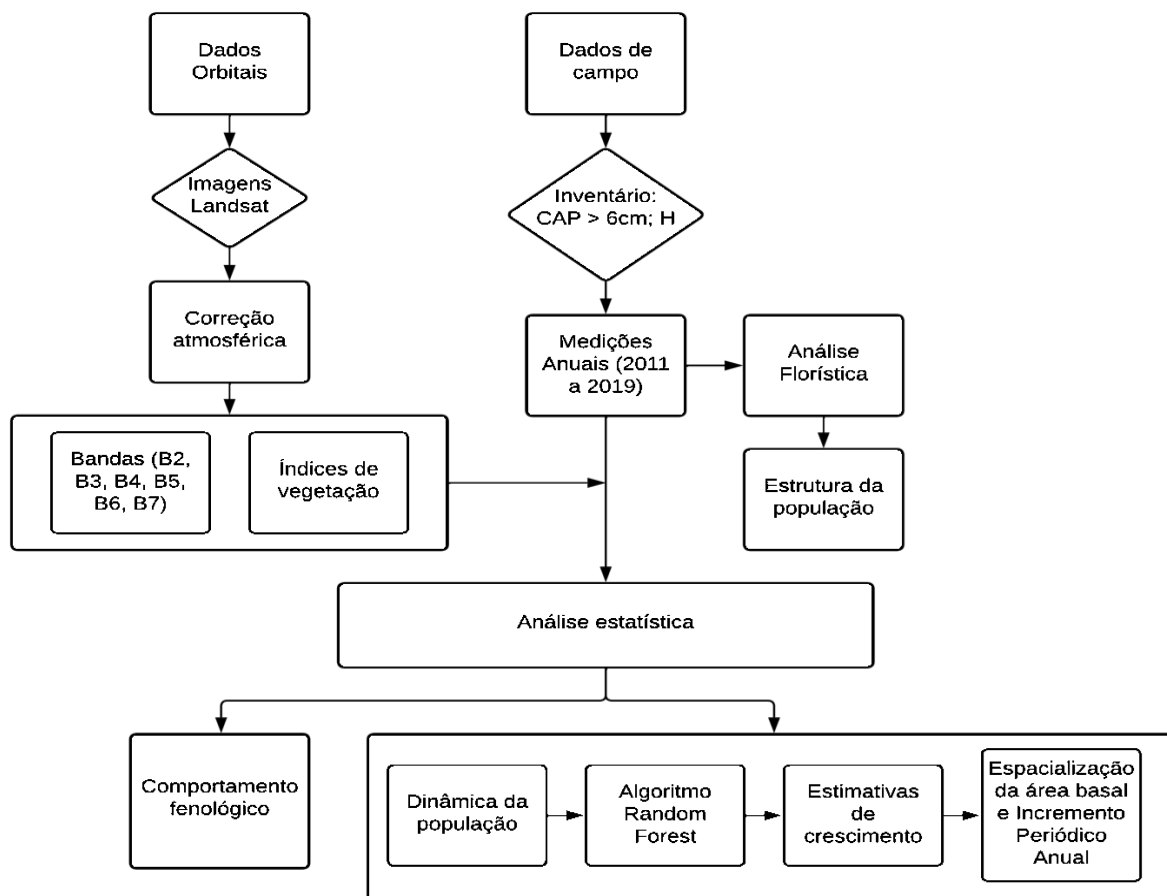 Dados
Orbitais
Dados de
campo
Imagens
Landsat
Inventário:
CAP > 6cm; H
Correção
atmosférica
Medições
Anuais (2011
a 2019)
Análise
Florística
Bandas (B2,
B3, B4, B5,
B6, B7)
Índices de
vegetação
Estrutura da
população
Análise estatística
Comportamento
fenológico
Dinâmica da
população
Algoritmo
Random
Forest
Estimativas
de
crescimento
Espacialização
da área basal
e Incremento
Periódico
Anual